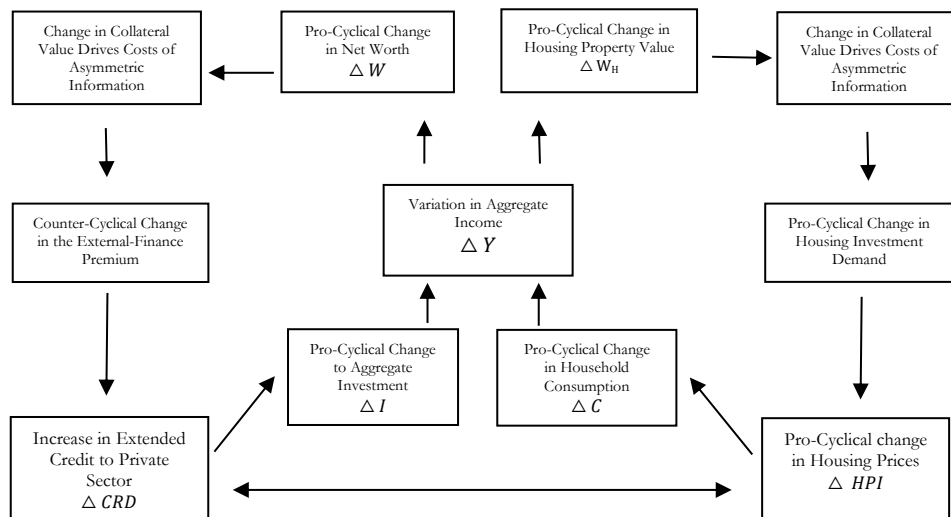 Change in Collateral
Value Drives Costs of
Asymmetric
Information
Pro-Cyclical Change
in Net Worth
△ W
Pro-Cyclical Change in
Housing Property Value
△ W_H
Change in Collateral
Value Drives Costs of
Asymmetric
Information
Counter-Cyclical Change
in the External-Finance
Premium
Variation in Aggregate
Income
△ Y
Pro-Cyclical Change in
Housing Investment
Demand
Pro-Cyclical Change
to Aggregate
Investment
△ I
Pro-Cyclical Change
in Household
Consumption
△ C
Increase in Extended
Credit to Private
Sector
△ CRD
Pro-Cyclical change
in Housing Prices
△ HPI